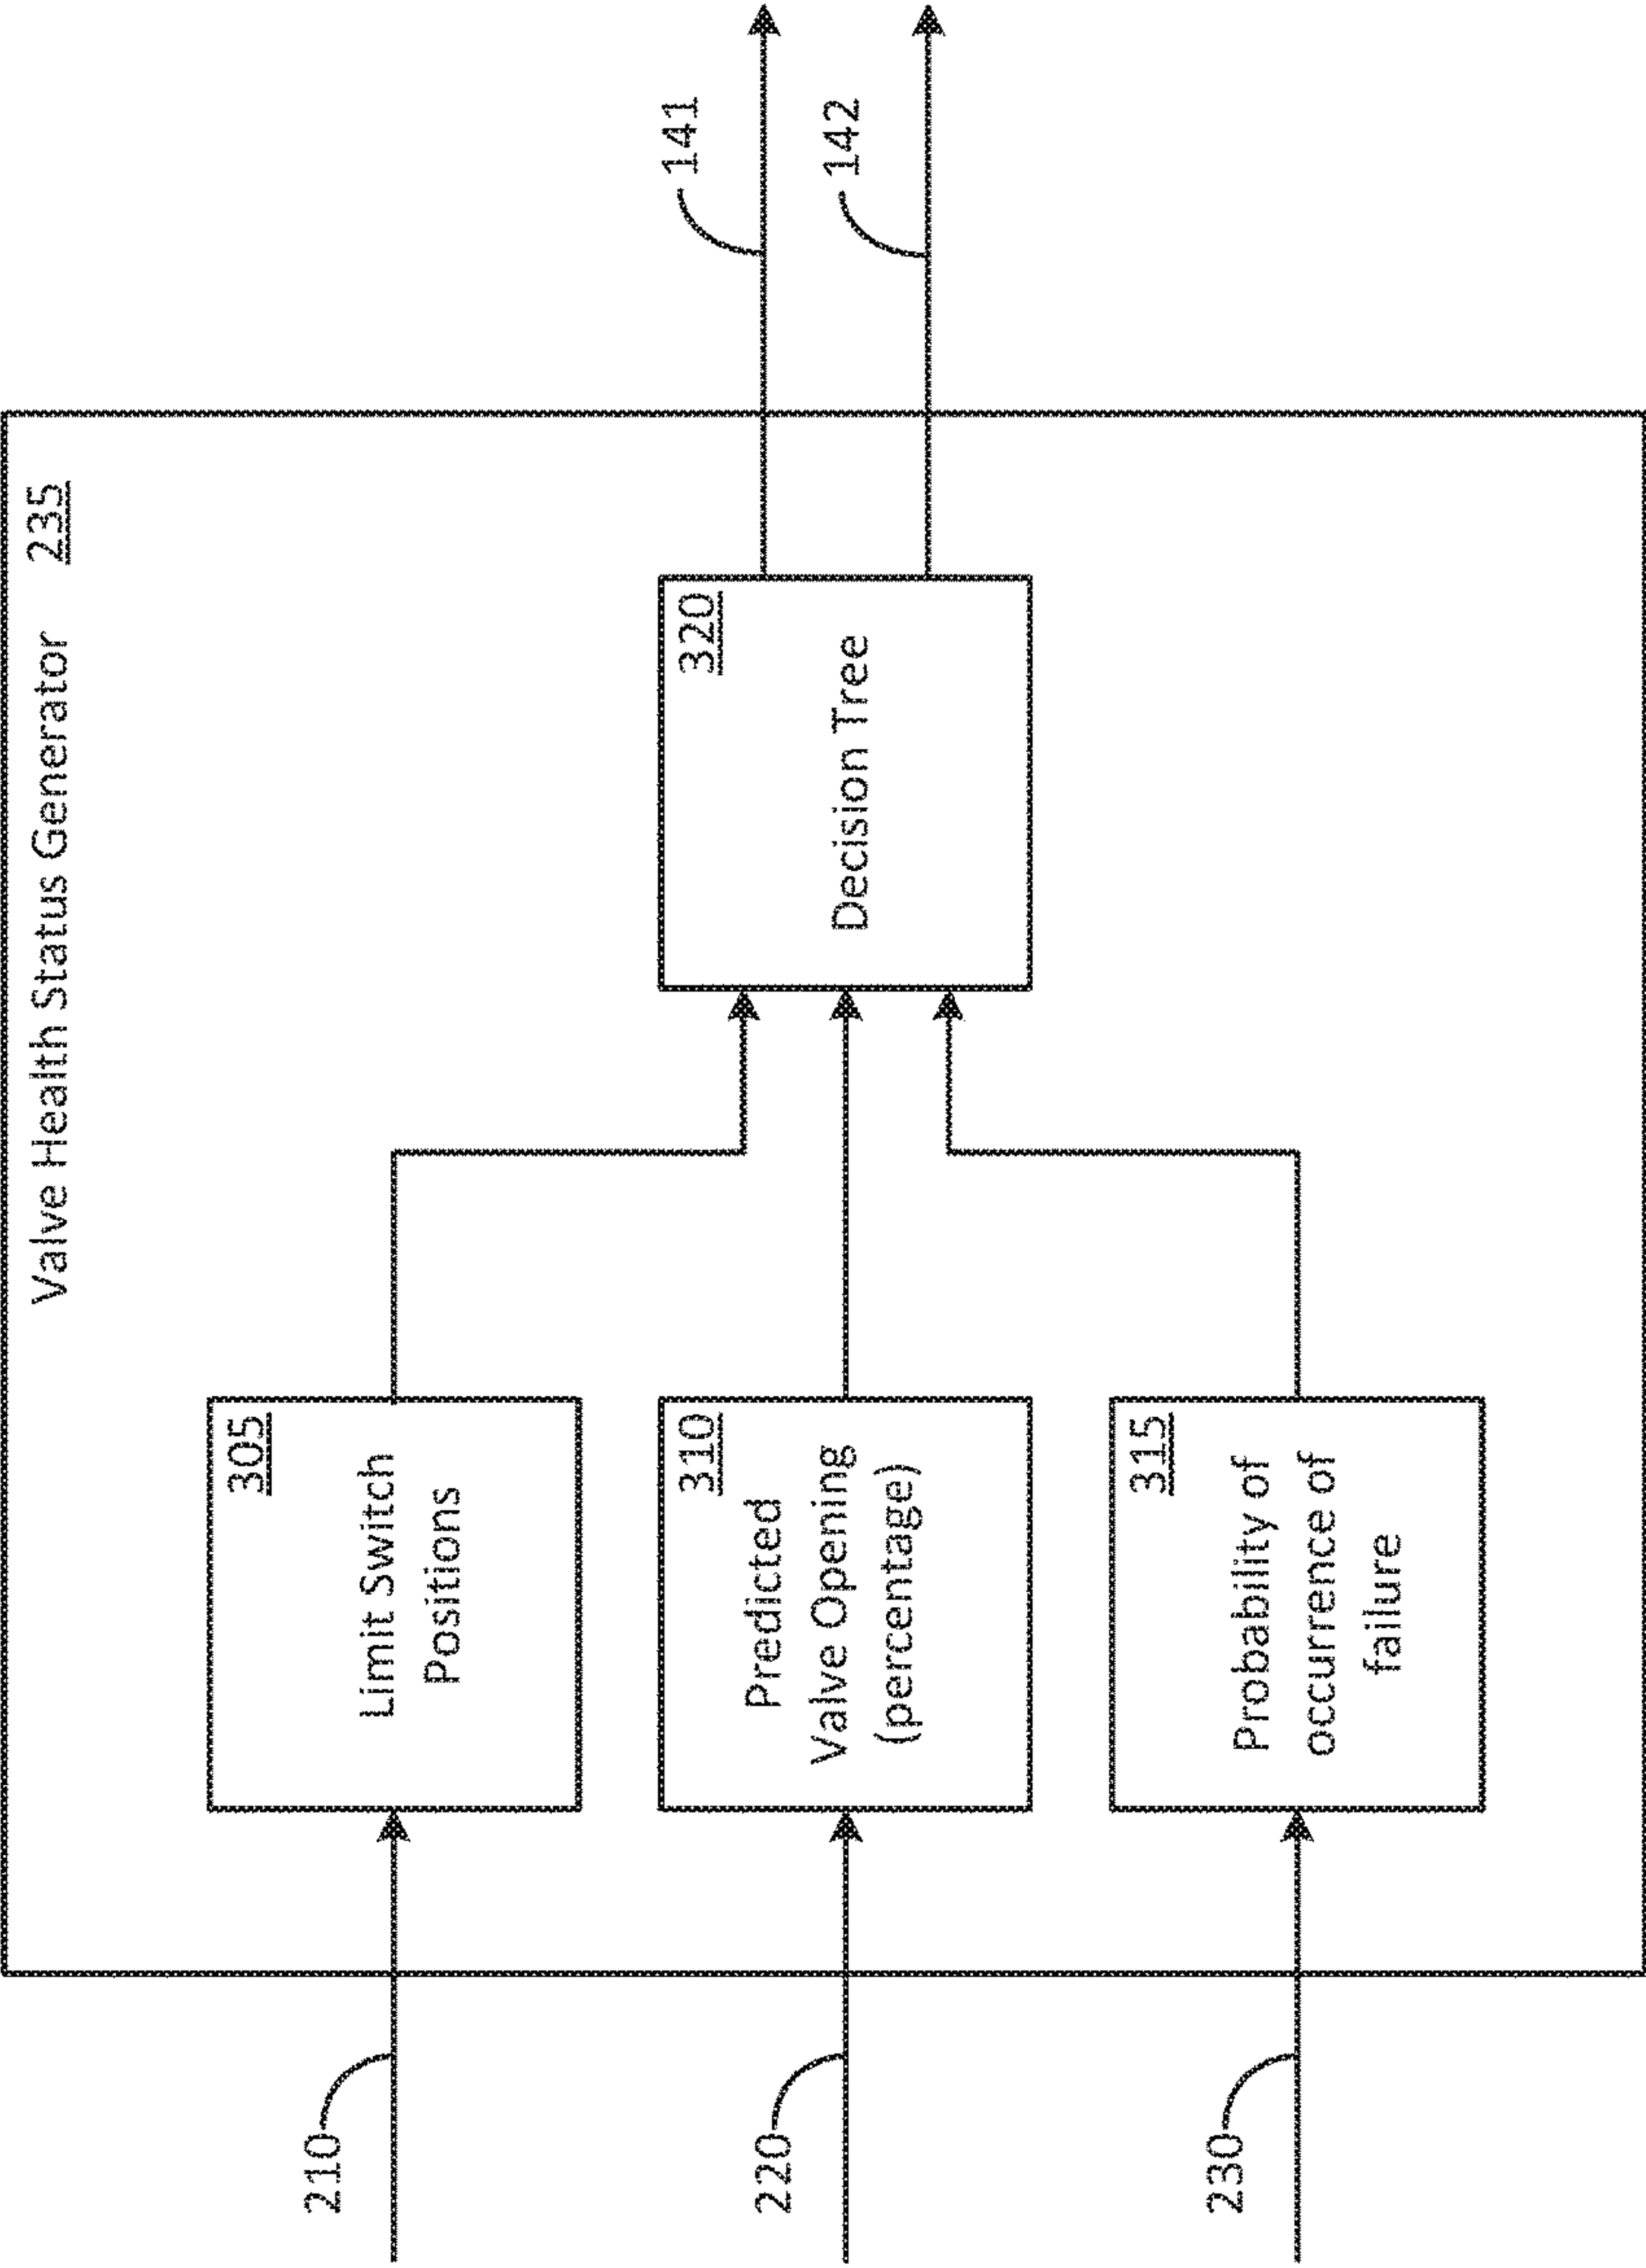 Valve Health Status Generator 235
210
305
Limit Switch
Positions
220
310
Predicted
Valve Opening
(percentage)
230
315
Probability of
occurrence of
failure
320
Decision Tree
141
142